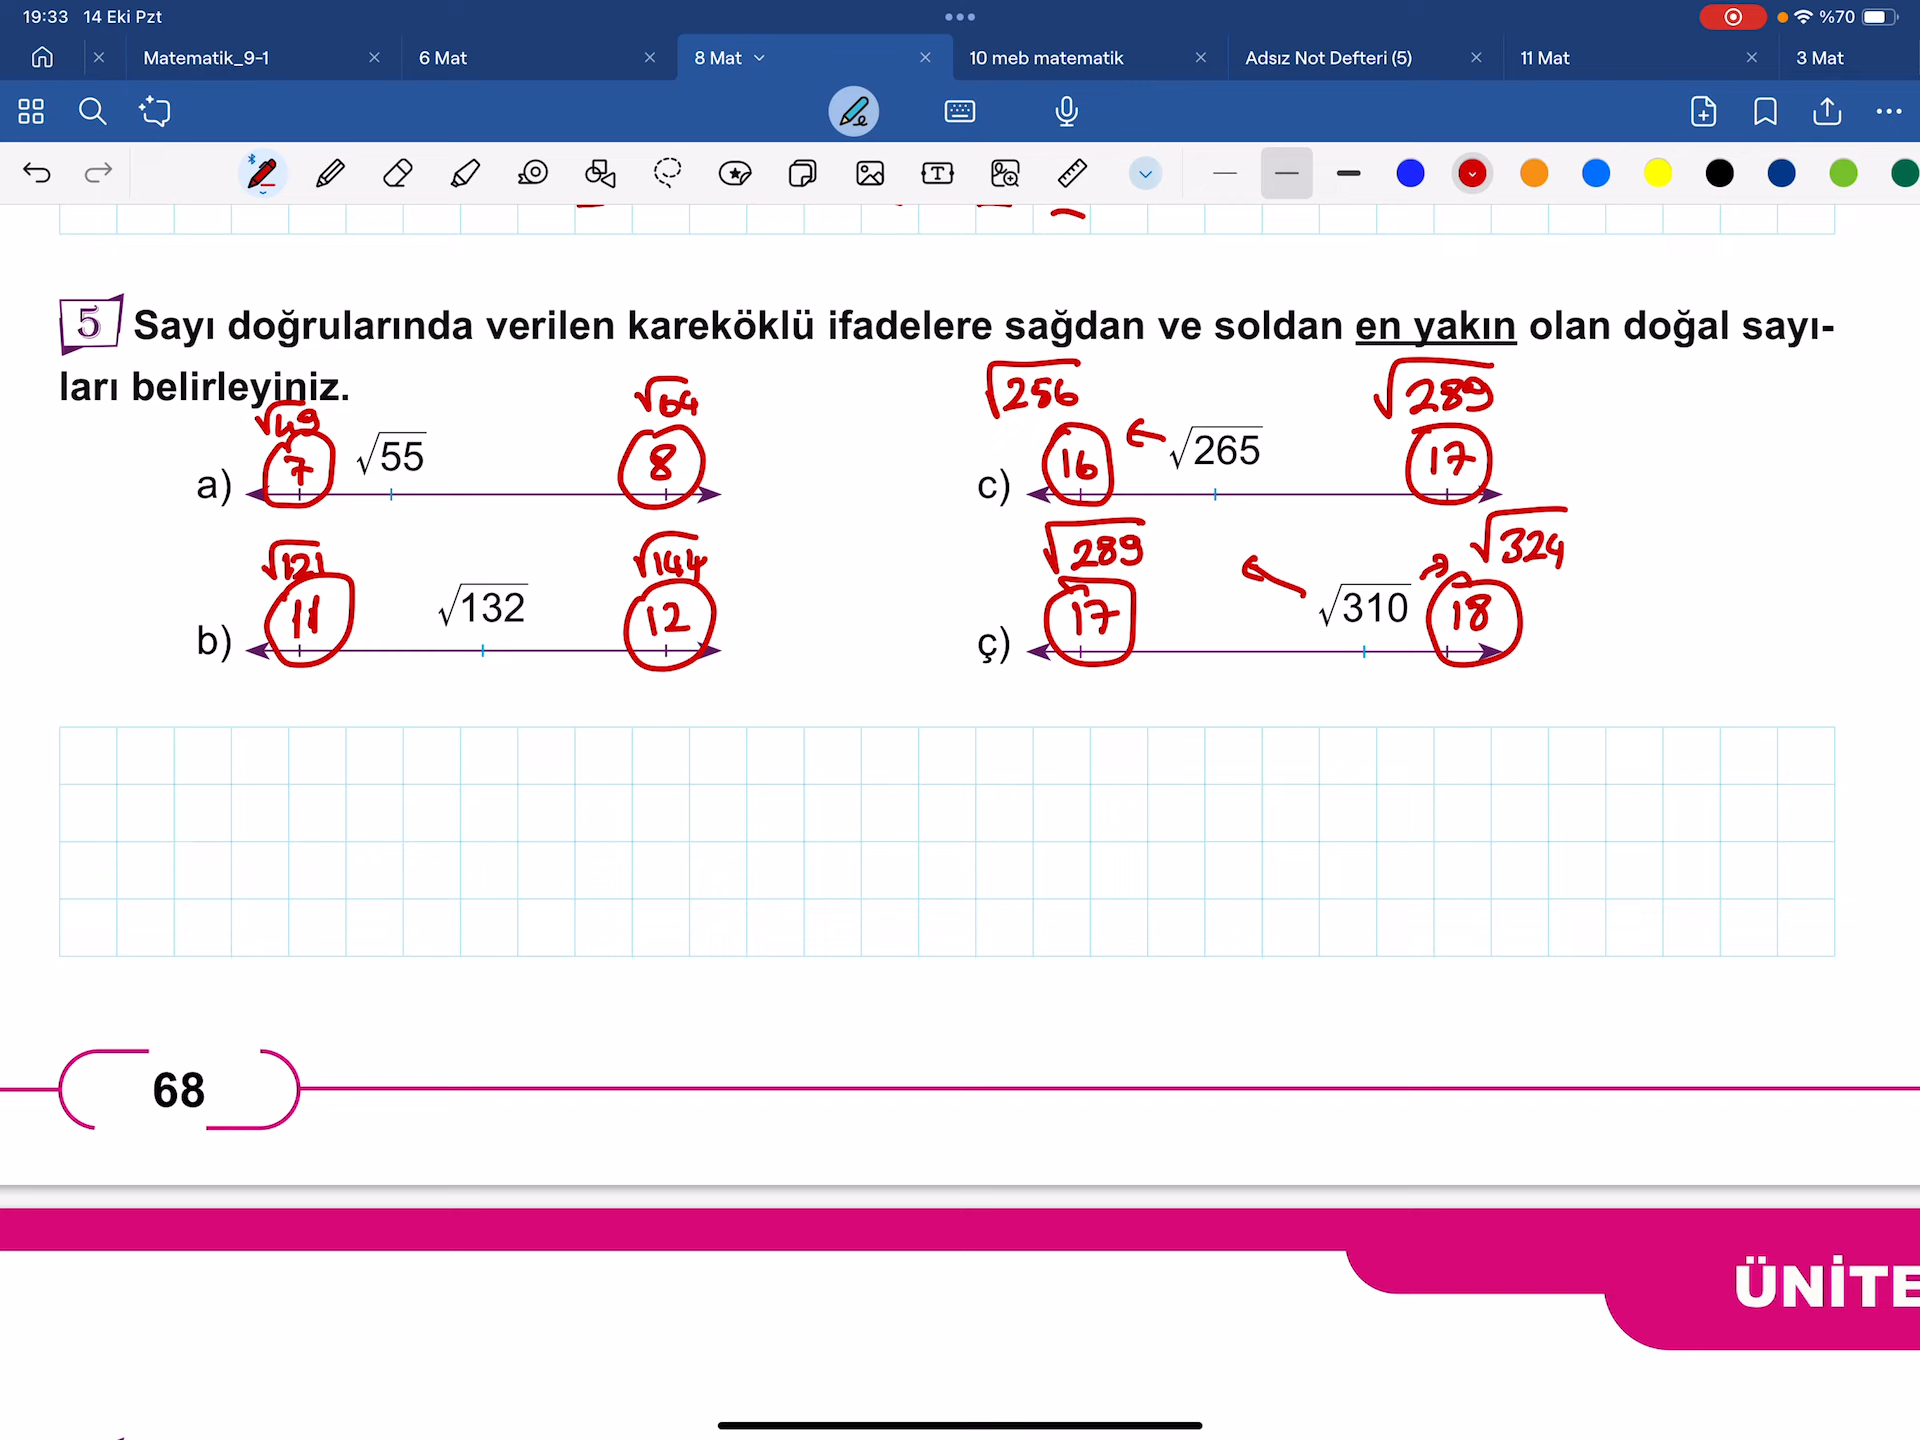 19:33 14 Eki Pzt
%70
Matematik_9-1
6 Mat
8 Mat
10 meb matematik
Adsız Not Defteri (5)
11 Mat
3 Mat
5 Sayı doğrularında verilen kareköklü ifadelere sağdan ve soldan en yakın olan doğal sayı-
ları belirleyiniz.
√49 √64
a) 7 √55 8
√121 √144
b) 11 √132 12
√256 √289
c) 16 √265 17
√289 √324
ç) 17 √310 18
68
ÜNİTE